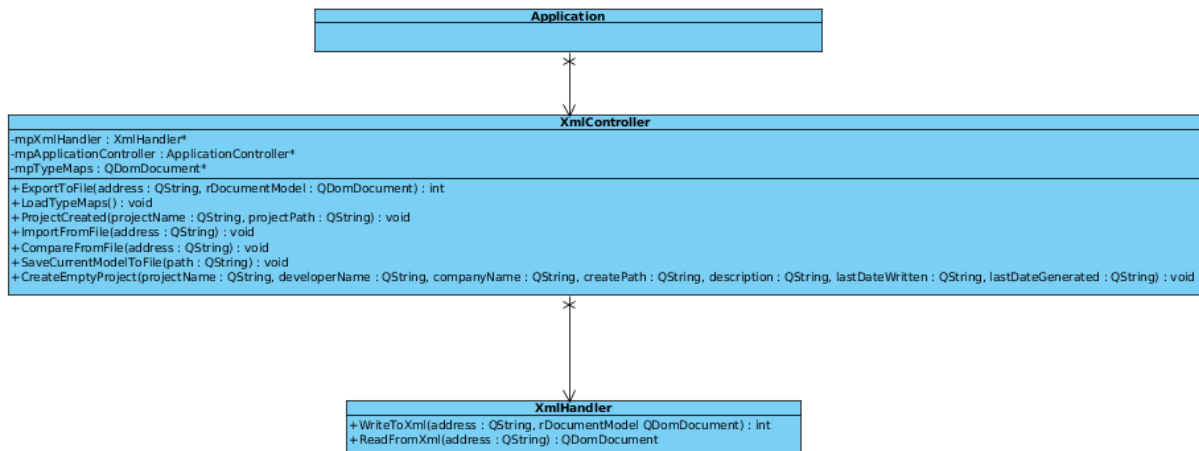 Application
XmlController
-mpXmlHandler : XmlHandler*
-mpApplicationController : ApplicationController*
-mpTypeMaps : QDomDocument*
+ExportToFile(address : QString, rDocumentModel : QDomDocument) : int
+LoadTypeMaps() : void
+ProjectCreated(projectName : QString, projectPath : QString) : void
+ImportFromFile(address : QString) : void
+CompareFromFile(address : QString) : void
+SaveCurrentModelToFile(path : QString) : void
+CreateEmptyProject(projectName : QString, developerName : QString, companyName : QString, createPath : QString, description : QString, lastDateWritten : QString, lastDateGenerated : QString) : void
XmlHandler
+WriteToXml(address : QString, rDocumentModel QDomDocument) : int
+ReadFromXml(address : QString) : QDomDocument